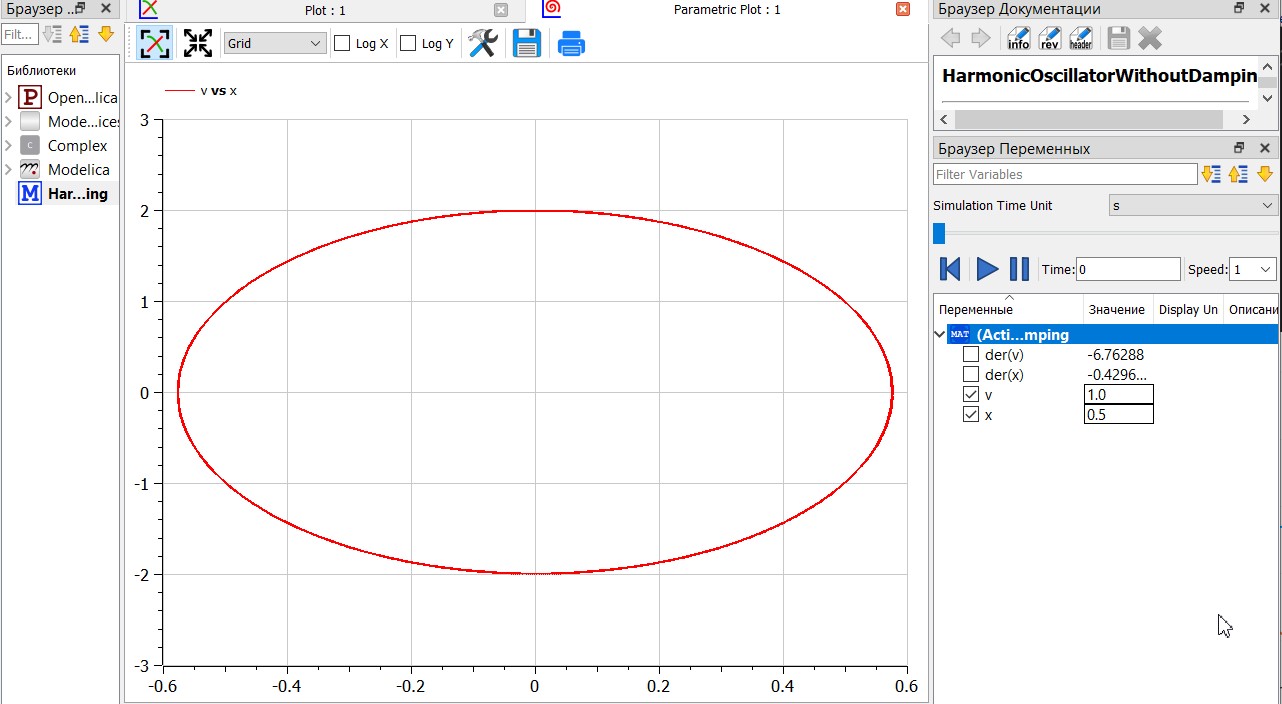 Браузер ...
Plot : 1
Parametric Plot : 1
Браузер Документации
Filt...
Grid
Log X
Log Y
info
rev
header
Библиотеки
P Open...lica
Mode...ices
C Complex
Modelica
M Har...ing
v vs x
3
2
1
0
-1
-2
-3
-0.6 -0.4 -0.2 0 0.2 0.4 0.6
HarmonicOscillatorWithoutDampin
Браузер Переменных
Filter Variables
Simulation Time Unit s
Time: 0 Speed: 1
Переменные Значение Display Un Описани
MAT (Acti...mping
der(v) -6.76288
der(x) -0.4296...
v 1.0
x 0.5